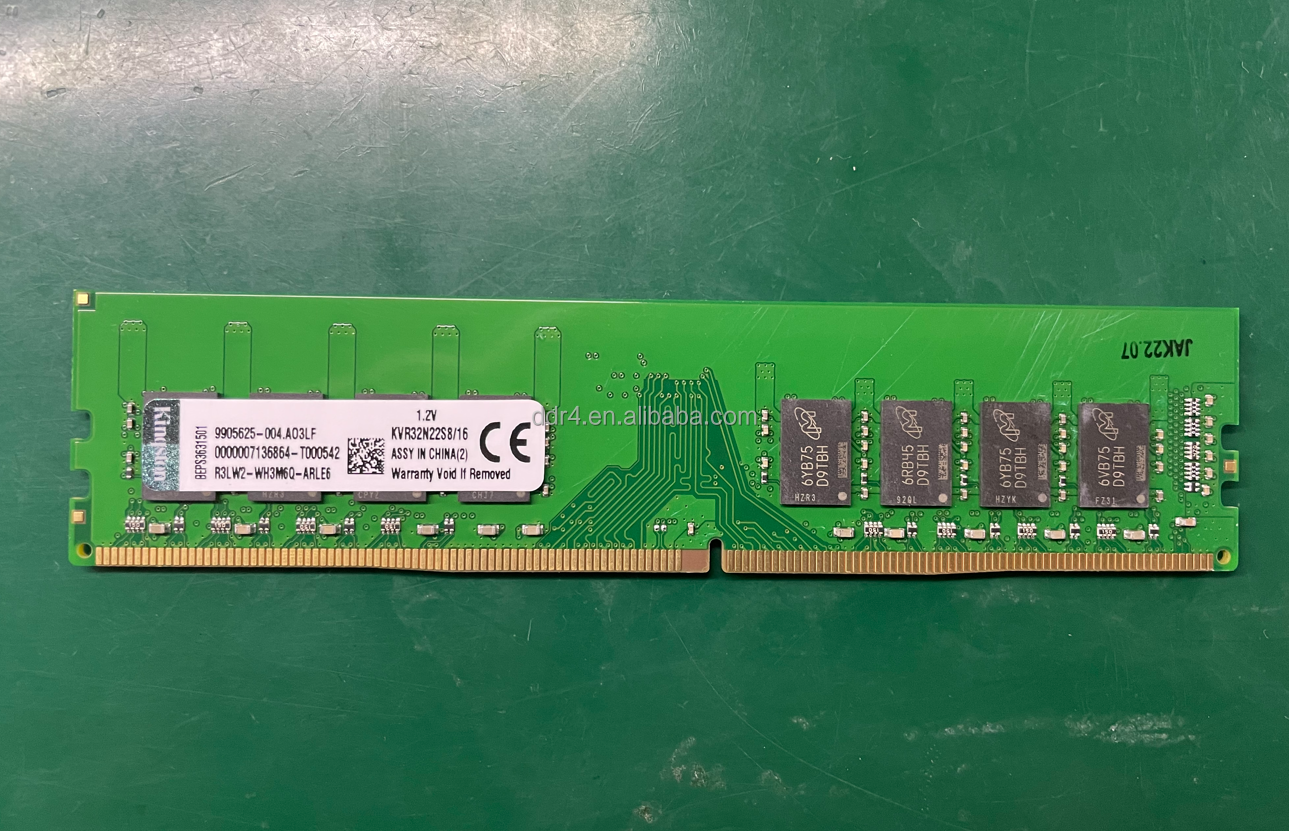 Kingston
BEPS3631501
1.2V
9905625-004.A03LF
KVR32N22S8/16
0000007136864-T000542
ASSY IN CHINA(2)
R3LW2-WH3M6Q-ARLE6
Warranty Void If Removed
CE
ddr4.en.alibaba.com
JAK22.07
6YB75
D9TBH
HZR3
6RB45
D9TBH
92QL
6YB75
D9TBH
HZYK
6YB75
D9TBH
FZ31
HZR3